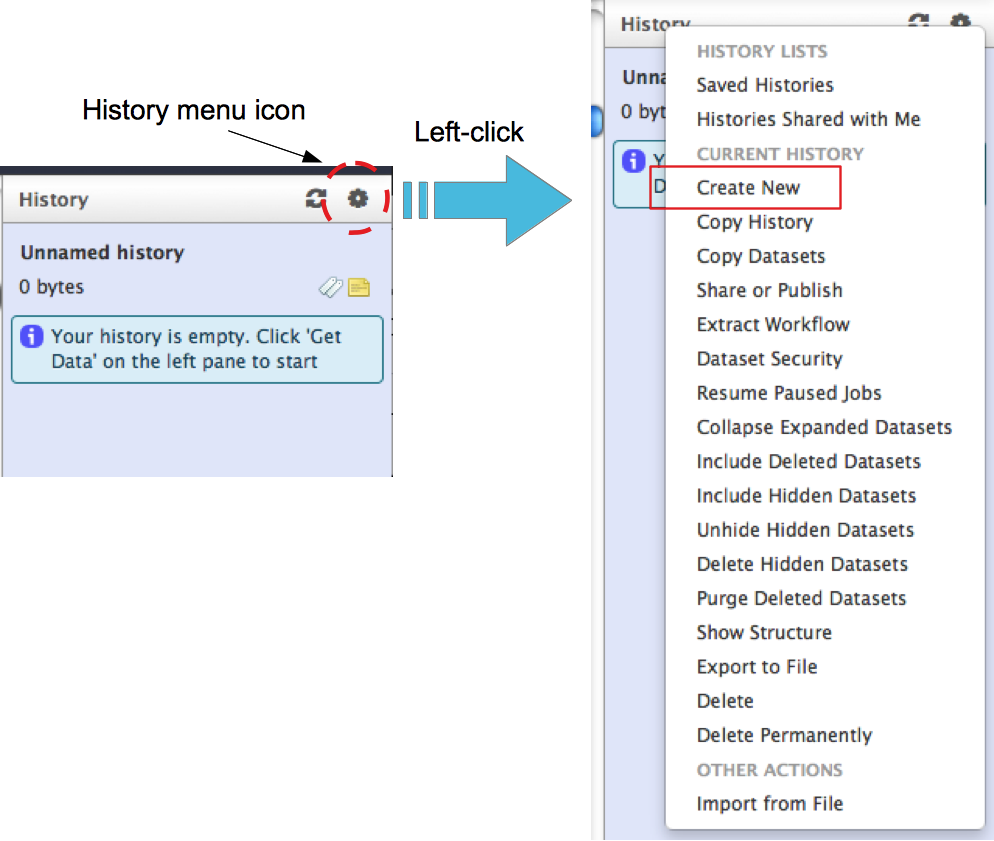 History menu icon
Left-click
History
Unnamed history
0 bytes
Your history is empty. Click 'Get
Data' on the left pane to start
History
Unna
0 byt
Y
D
HISTORY LISTS
Saved Histories
Histories Shared with Me
CURRENT HISTORY
Create New
Copy History
Copy Datasets
Share or Publish
Extract Workflow
Dataset Security
Resume Paused Jobs
Collapse Expanded Datasets
Include Deleted Datasets
Include Hidden Datasets
Unhide Hidden Datasets
Delete Hidden Datasets
Purge Deleted Datasets
Show Structure
Export to File
Delete
Delete Permanently
OTHER ACTIONS
Import from File